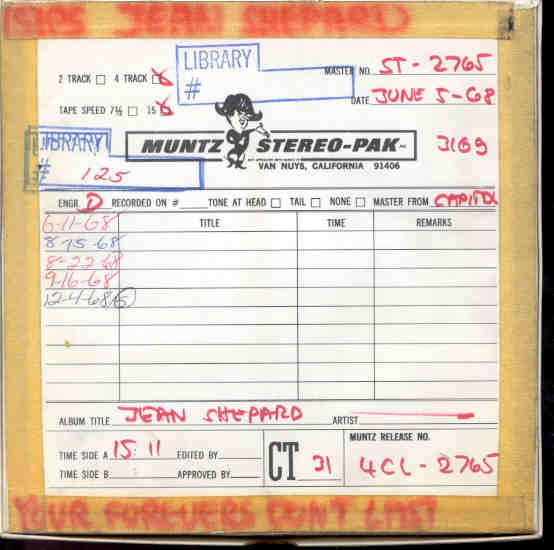 JEAN SHEPARD
LIBRARY
#
2 TRACK 4 TRACK
MASTER NO. ST - 2765
TAPE SPEED 7½ 15
DATE JUNE 5-68
MUNTZ STEREO-PAK INC.
VAN NUYS, CALIFORNIA 91406
3169
LIBRARY
# 125
ENGR. D RECORDED ON # TONE AT HEAD TAIL NONE MASTER FROM CAPITOL
TITLE TIME REMARKS
6-11-68
8-15-68
8-22-68
9-16-68
12-4-68
ALBUM TITLE JEAN SHEPARD ARTIST
TIME SIDE A 15:11 EDITED BY
TIME SIDE B APPROVED BY
CT 31
MUNTZ RELEASE NO.
4CL - 2765
YOUR FOREVERS DON'T LAST